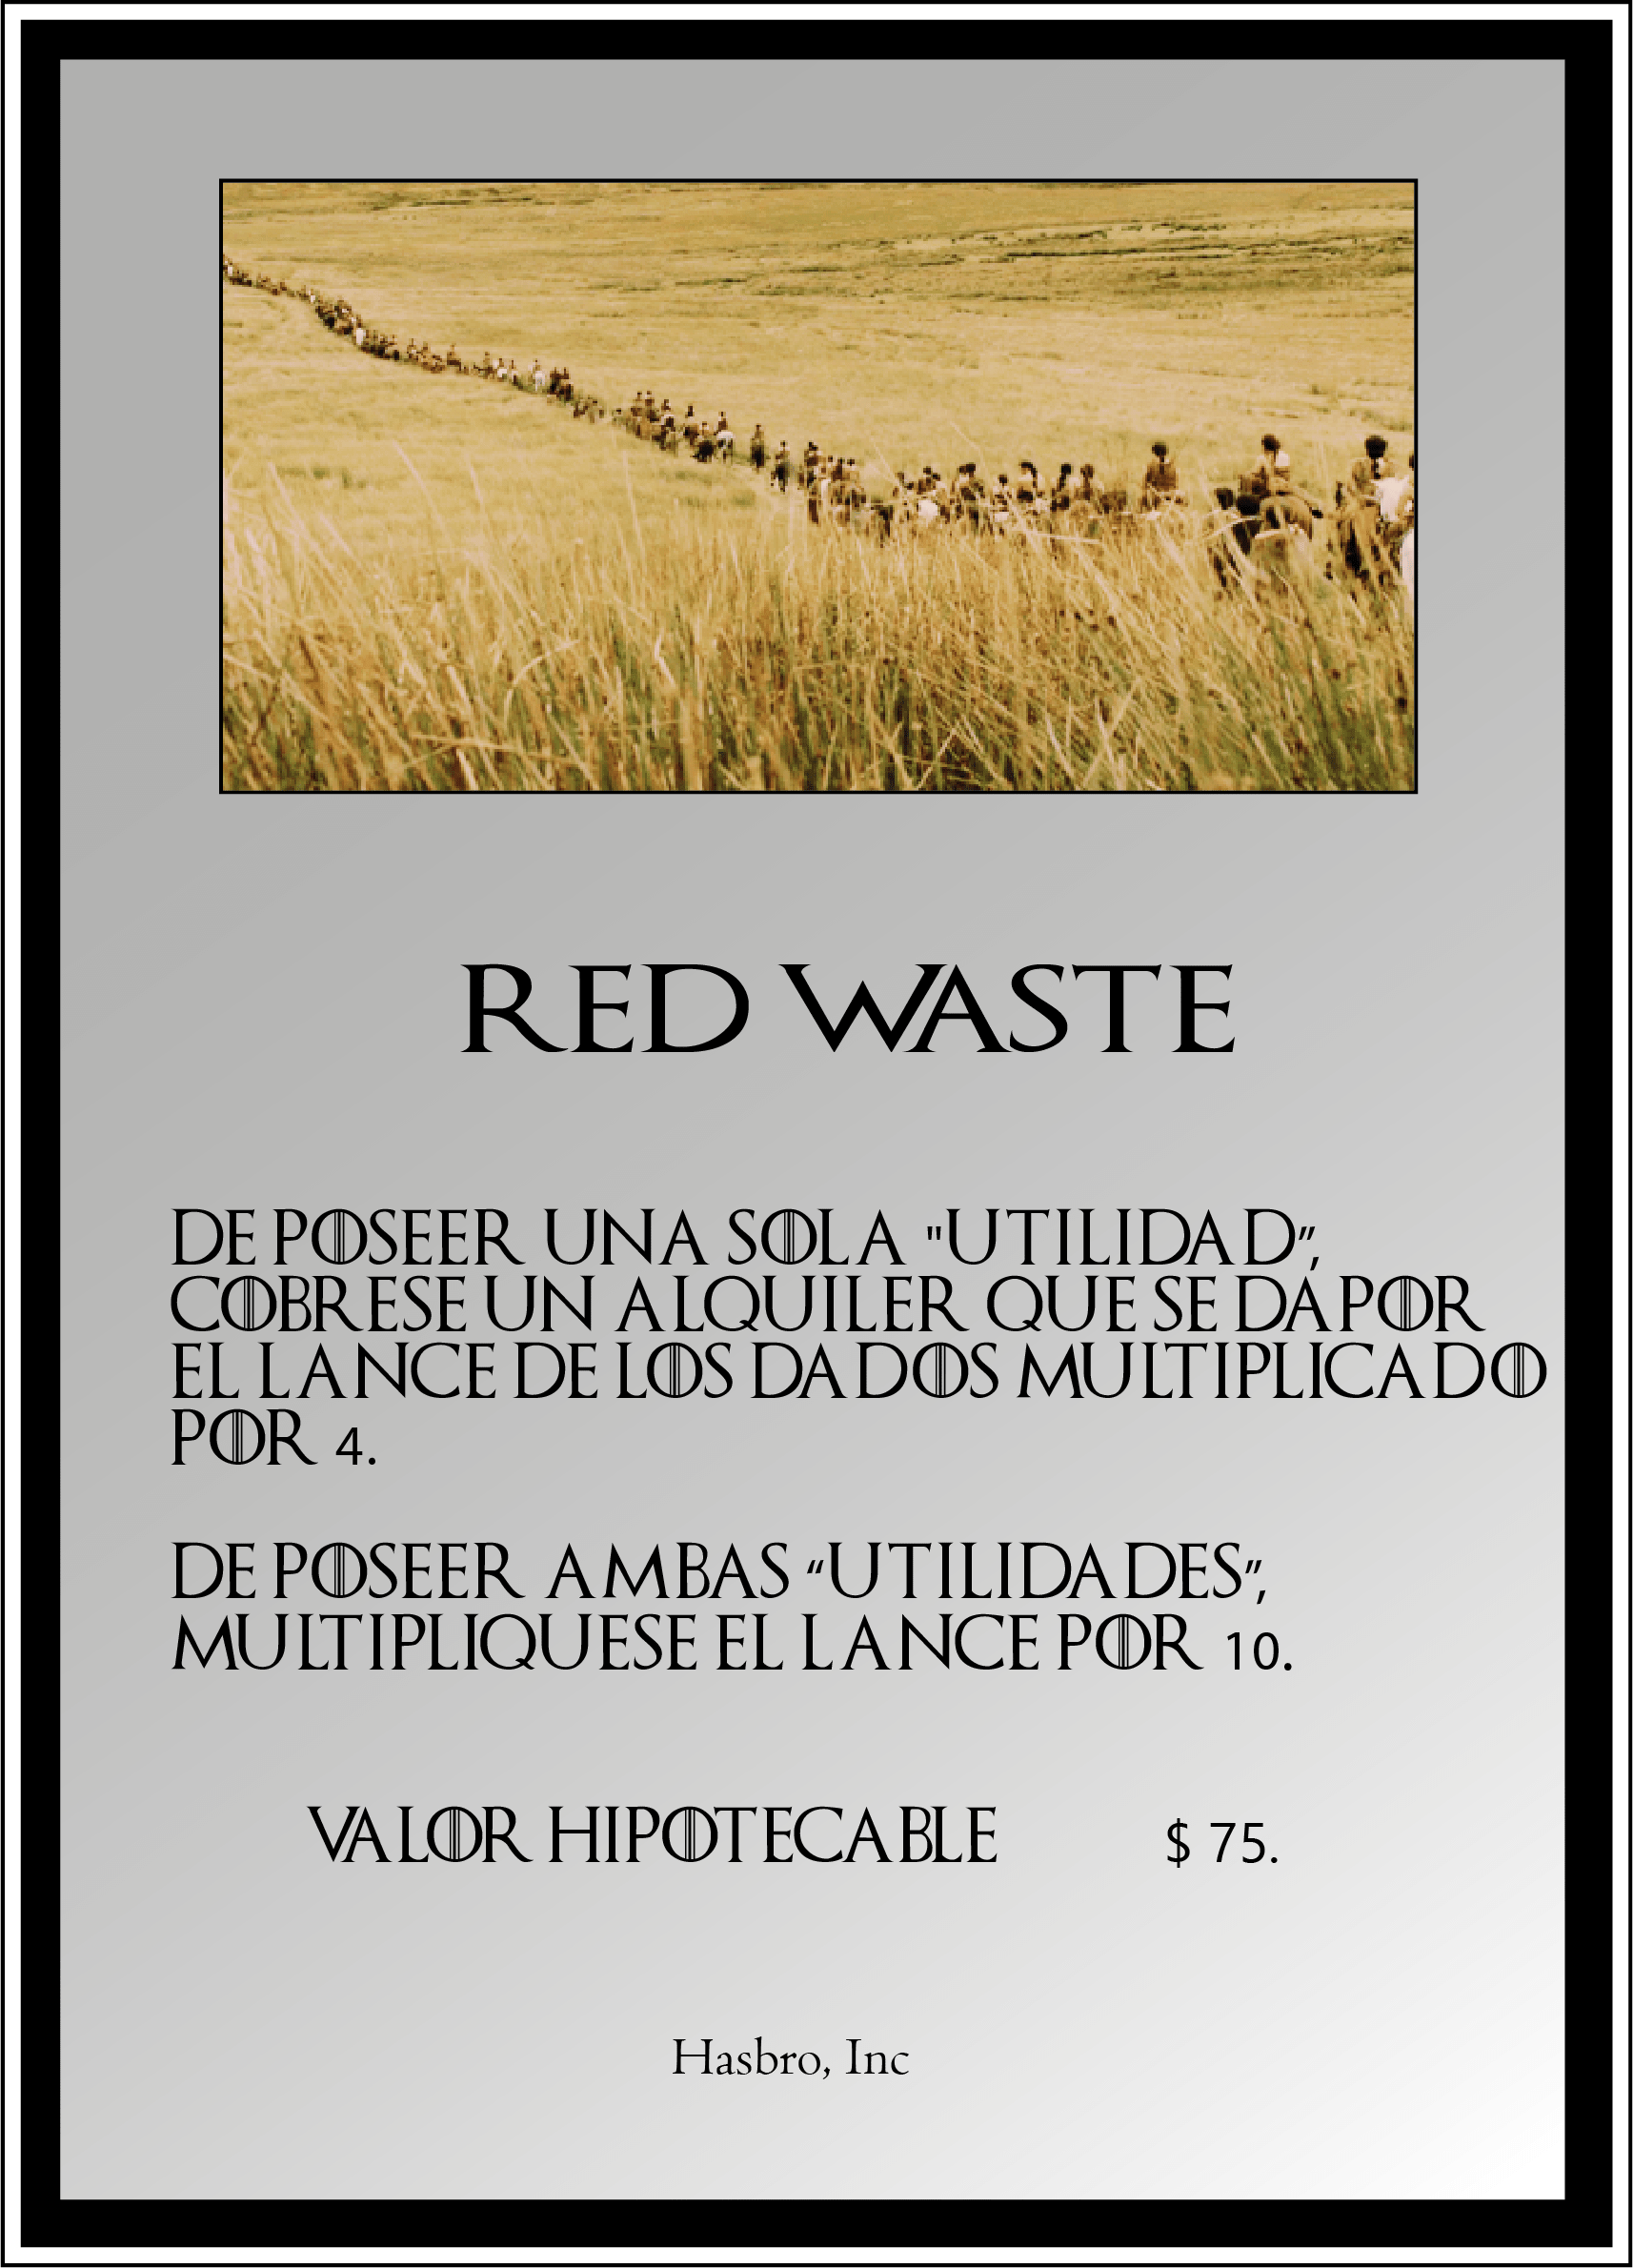 RED WASTE
DE POSEER UNA SOLA "UTILIDAD”,
COBRESE UN ALQUILER QUE SE DA POR
EL LANCE DE LOS DADOS MULTIPLICADO
POR 4.
DE POSEER AMBAS “UTILIDADES”,
MULTIPLIQUESE EL LANCE POR 10.
VALOR HIPOTECABLE $ 75.
Hasbro, Inc